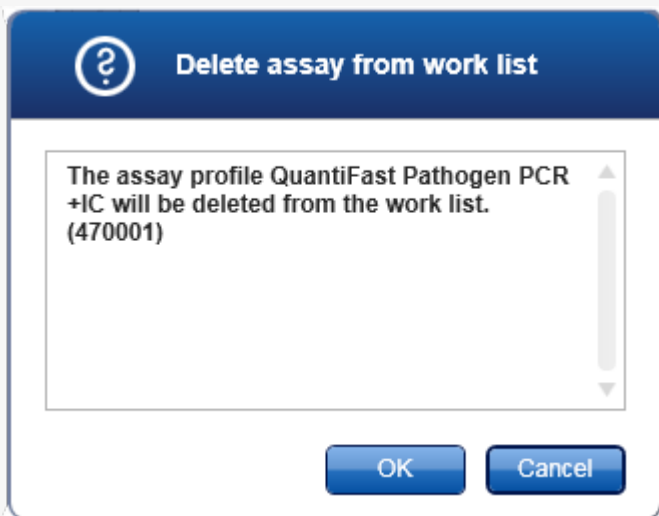 Delete assay from work list
The assay profile QuantiFast Pathogen PCR
+IC will be deleted from the work list.
(470001)
OK Cancel